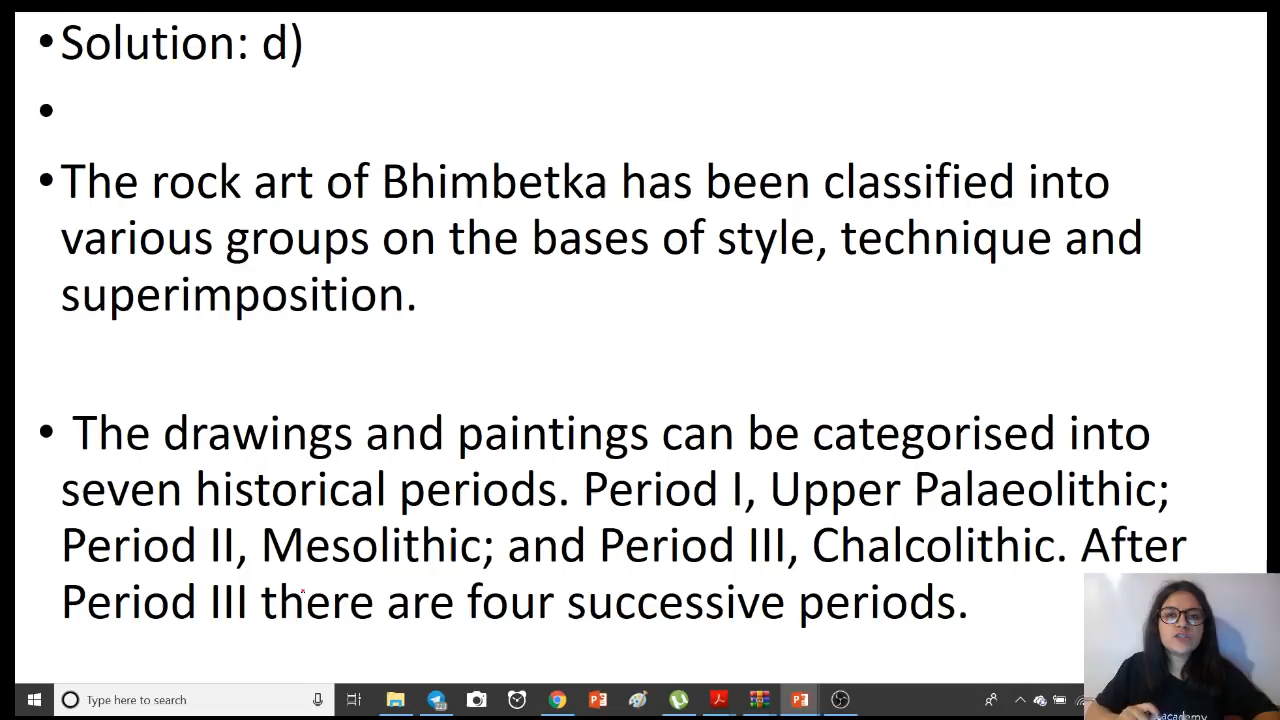 •Solution: d)
•
•The rock art of Bhimbetka has been classified into
various groups on the bases of style, technique and
superimposition.
• The drawings and paintings can be categorised into
seven historical periods. Period I, Upper Palaeolithic;
Period II, Mesolithic; and Period III, Chalcolithic. After
Period III there are four successive periods.
Type here to search
academy